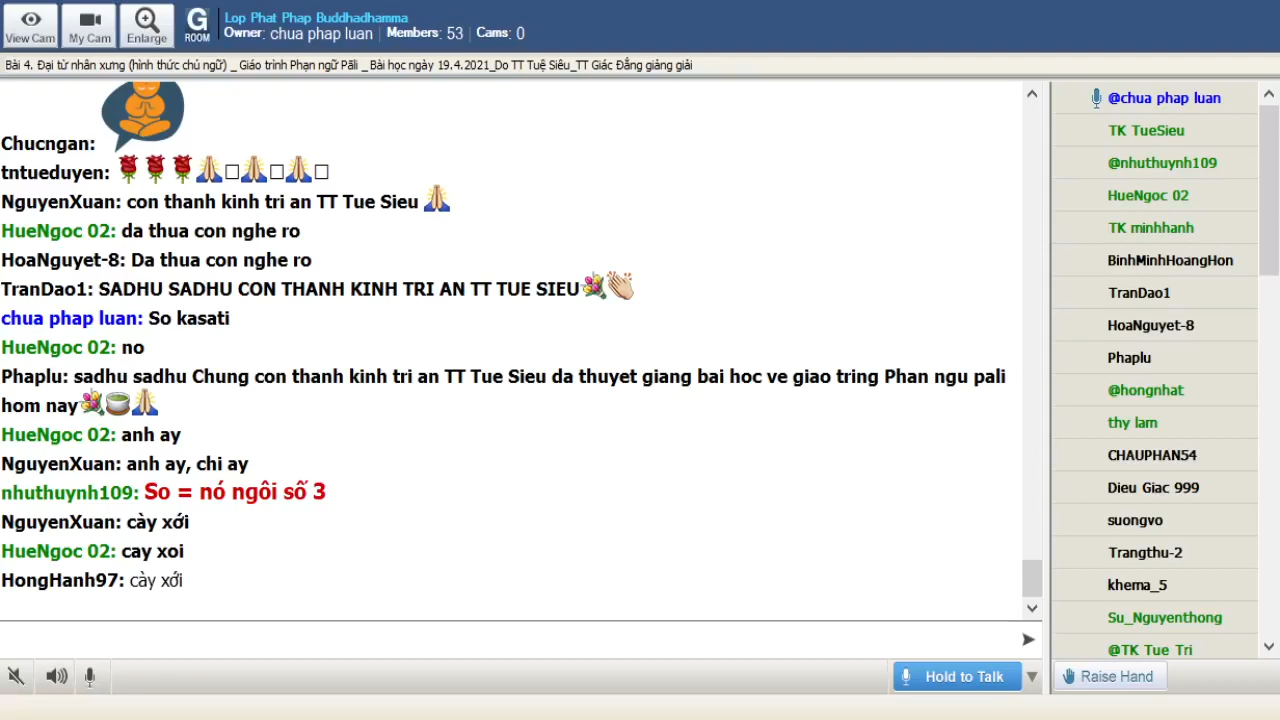 View Cam
My Cam
Enlarge
G
ROOM
Lop Phat Phap Buddhadhamma
Owner: chua phap luan | Members: 53 | Cams: 0
Bài 4. Đại từ nhân xưng (hình thức chủ ngữ) _ Giáo trình Phạn ngữ Pāli _Bài học ngày 19.4.2021_Do TT Tuệ Siêu_TT Giác Đẳng giảng giải
Chucngan:
tntueduyen:
NguyenXuan: con thanh kinh tri an TT Tue Sieu
HueNgoc 02: da thua con nghe ro
HoaNguyet-8: Da thua con nghe ro
TranDao1: SADHU SADHU CON THANH KINH TRI AN TT TUE SIEU
chua phap luan: So kasati
HueNgoc 02: no
Phaplu: sadhu sadhu Chung con thanh kinh tri an TT Tue Sieu da thuyet giang bai hoc ve giao tring Phan ngu pali
hom nay
HueNgoc 02: anh ay
NguyenXuan: anh ay, chi ay
nhuthuynh109: So = nó ngôi số 3
NguyenXuan: cày xới
HueNgoc 02: cay xoi
HongHanh97: cày xới
@chua phap luan
TK TueSieu
@nhuthuynh109
HueNgoc 02
TK minhhanh
BinhMinhHoangHon
TranDao1
HoaNguyet-8
Phaplu
@hongnhat
thy lam
CHAUPHAN54
Dieu Giac 999
suongvo
Trangthu-2
khema_5
Su_Nguyenthong
@TK Tue Tri
Hold to Talk
Raise Hand